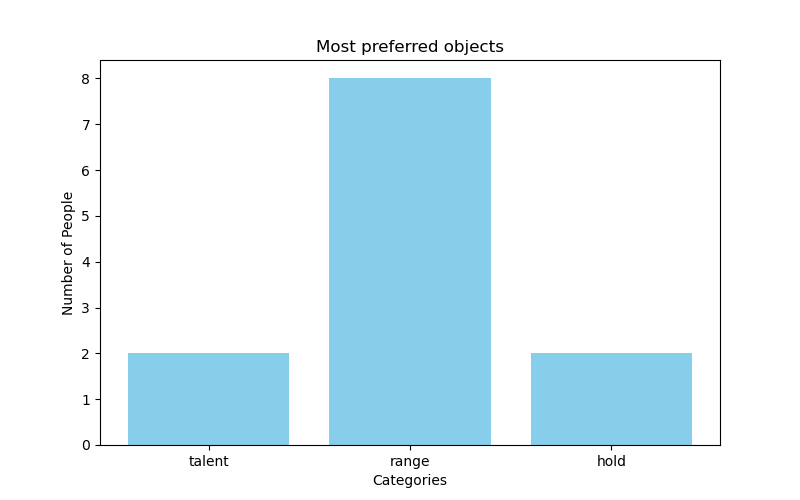 Most preferred objects
8
7
6
5
4
3
2
1
0
Number of People
talent range hold
Categories